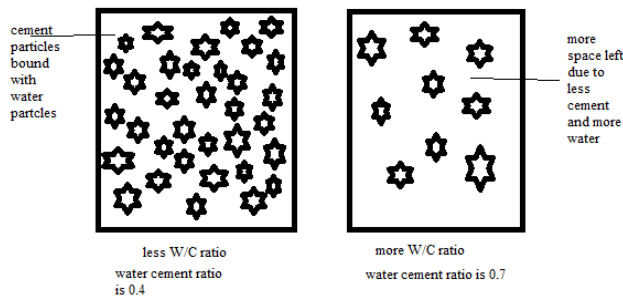 cement
particles
bound
with
water
partcles
more
space left
due to
less
cement
and more
water
less W/C ratio
water cement ratio
is 0.4
more W/C ratio
water cement ratio is 0.7